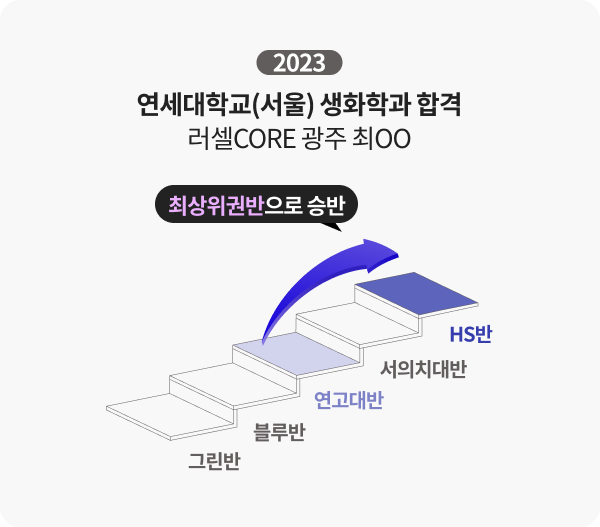 2023
연세대학교(서울) 생화학과 합격
러셀CORE 광주 최OO
최상위권반으로 승반
HS반
서의치대반
연고대반
블루반
그린반